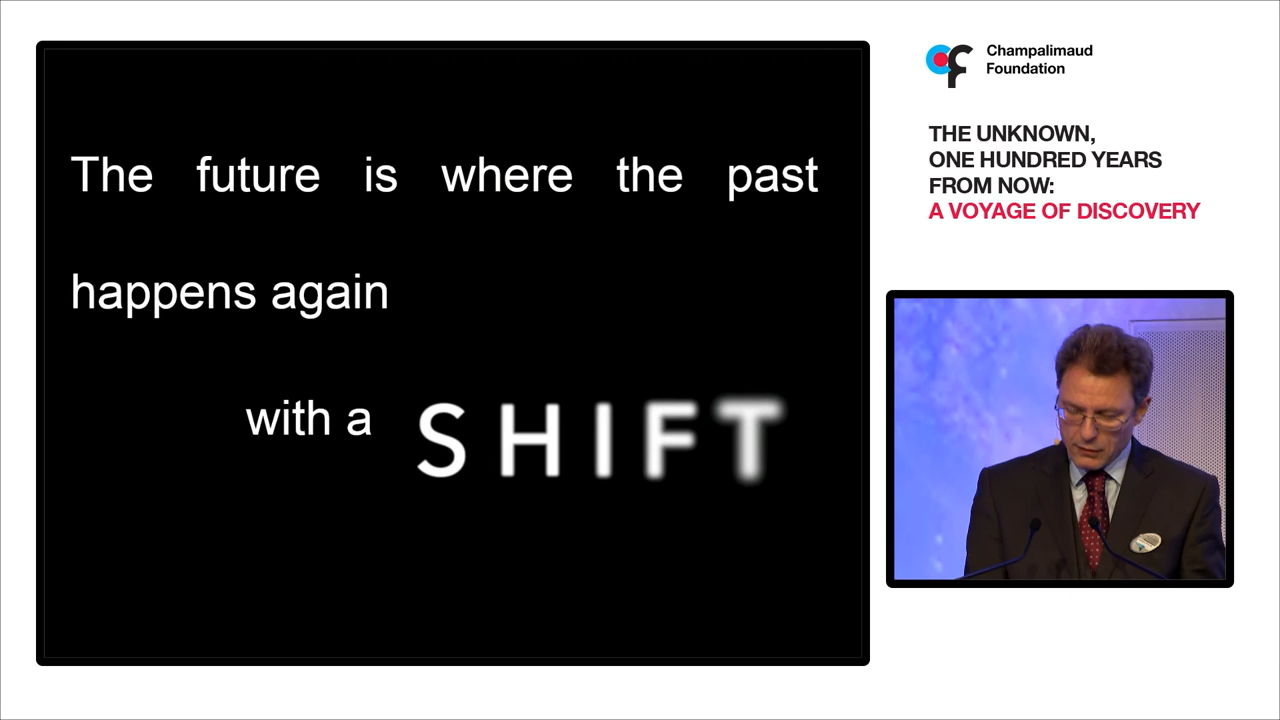 The future is where the past
happens again
with a SHIFT
Champalimaud
Foundation
THE UNKNOWN,
ONE HUNDRED YEARS
FROM NOW:
A VOYAGE OF DISCOVERY